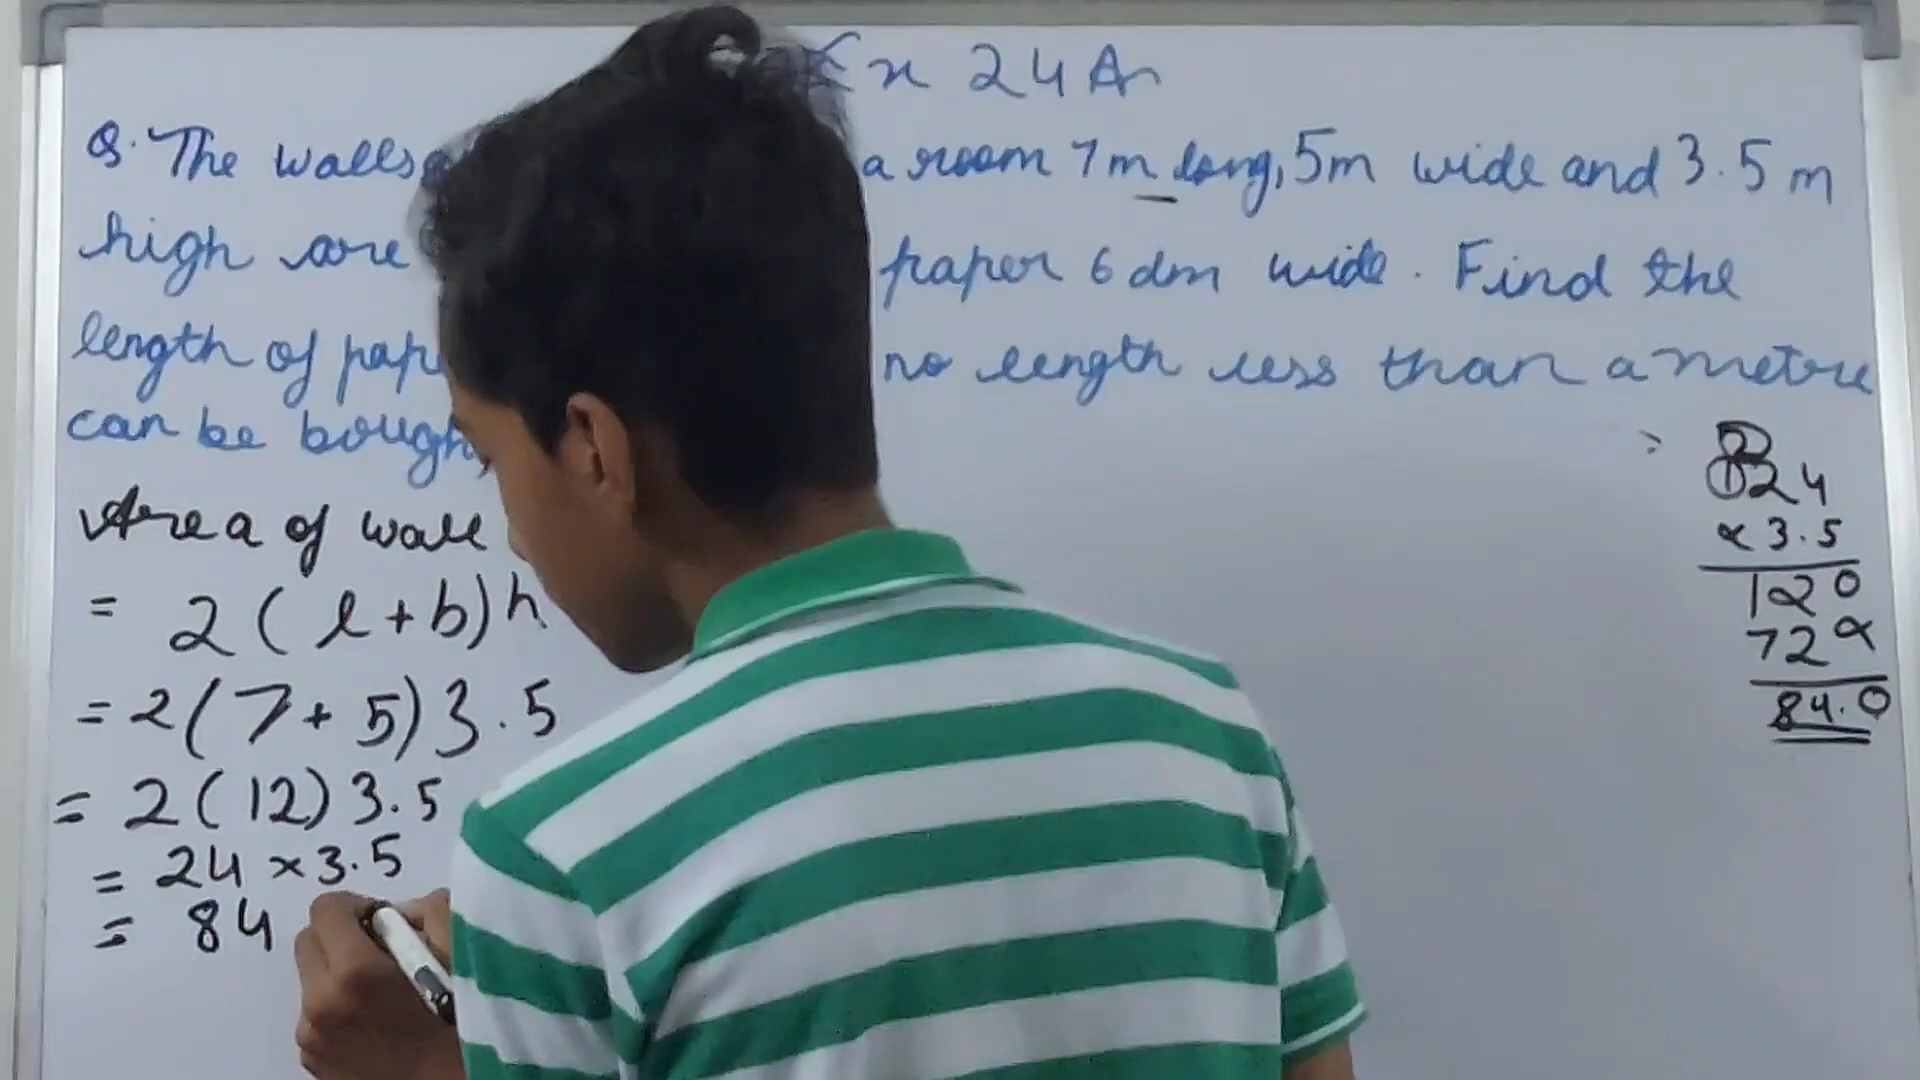 Ex 24A
Q. The walls a room 7m long, 5m wide and 3.5 m
high are paper 6 dm wide. Find the
length of no length less than a metre
can be
Area of wall
= 2(l+b)h
= 2(7+5)3.5
= 2(12)3.5
= 24 × 3.5
= 84
24
× 3.5
120
72×
84.0